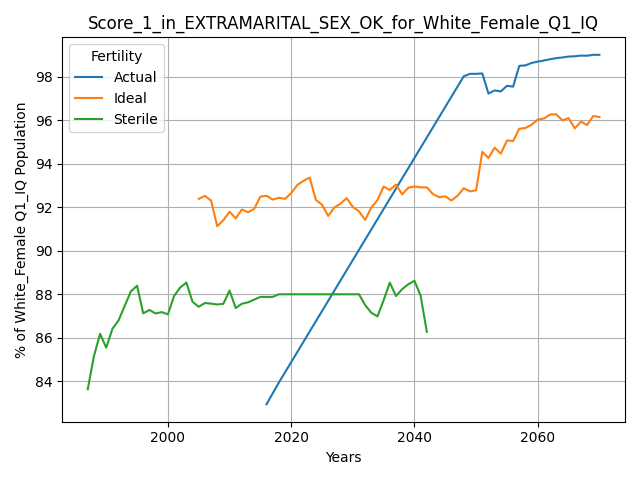 Score_1_in_EXTRAMARITAL_SEX_OK_for_White_Female_Q1_IQ
Fertility
Actual
Ideal
Sterile
% of White_Female Q1_IQ Population
98
96
94
92
90
88
86
84
2000
2020
2040
2060
Years